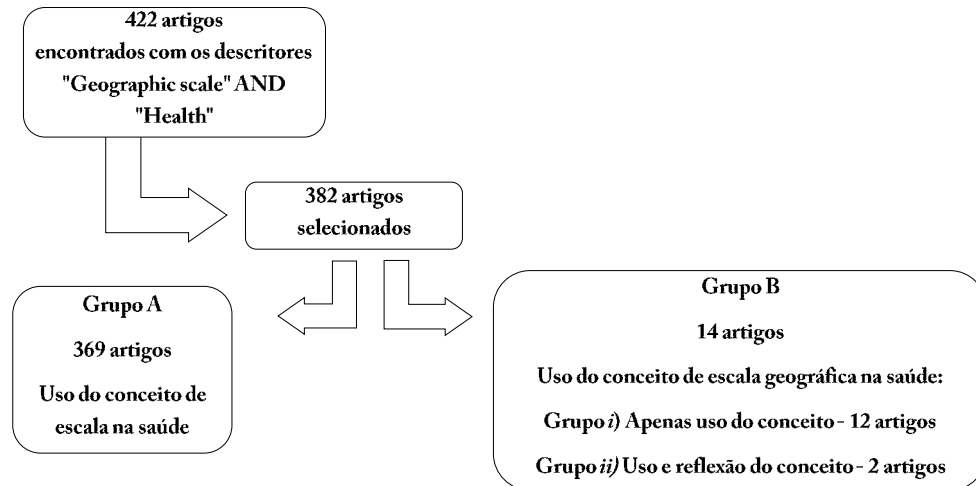 422 artigos
encontrados com os descritores
"Geographic scale" AND
"Health"
382 artigos
selecionados
Grupo A
369 artigos
Uso do conceito de
escala na saúde
Grupo B
14 artigos
Uso do conceito de escala geográfica na saúde:
Grupo i) Apenas uso do conceito - 12 artigos
Grupo ii) Uso e reflexão do conceito - 2 artigos